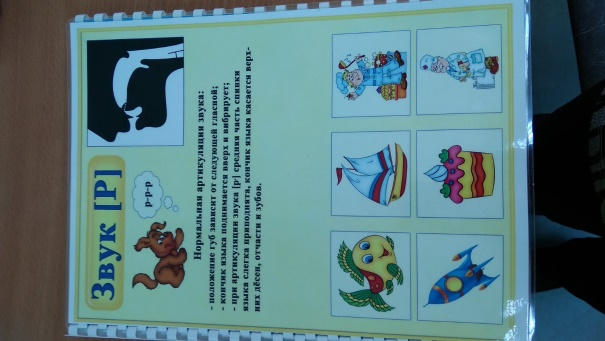 Звук [Р]
р-р-р
Нормальная артикуляция звука:
- положение губ зависит от следующей гласной;
- кончик языка поднимается вверх и вибрирует;
- при артикуляции звука [р] средняя часть спинки
языка слегка приподнята, кончик языка касается верх-
них дёсен, отчасти и зубов.